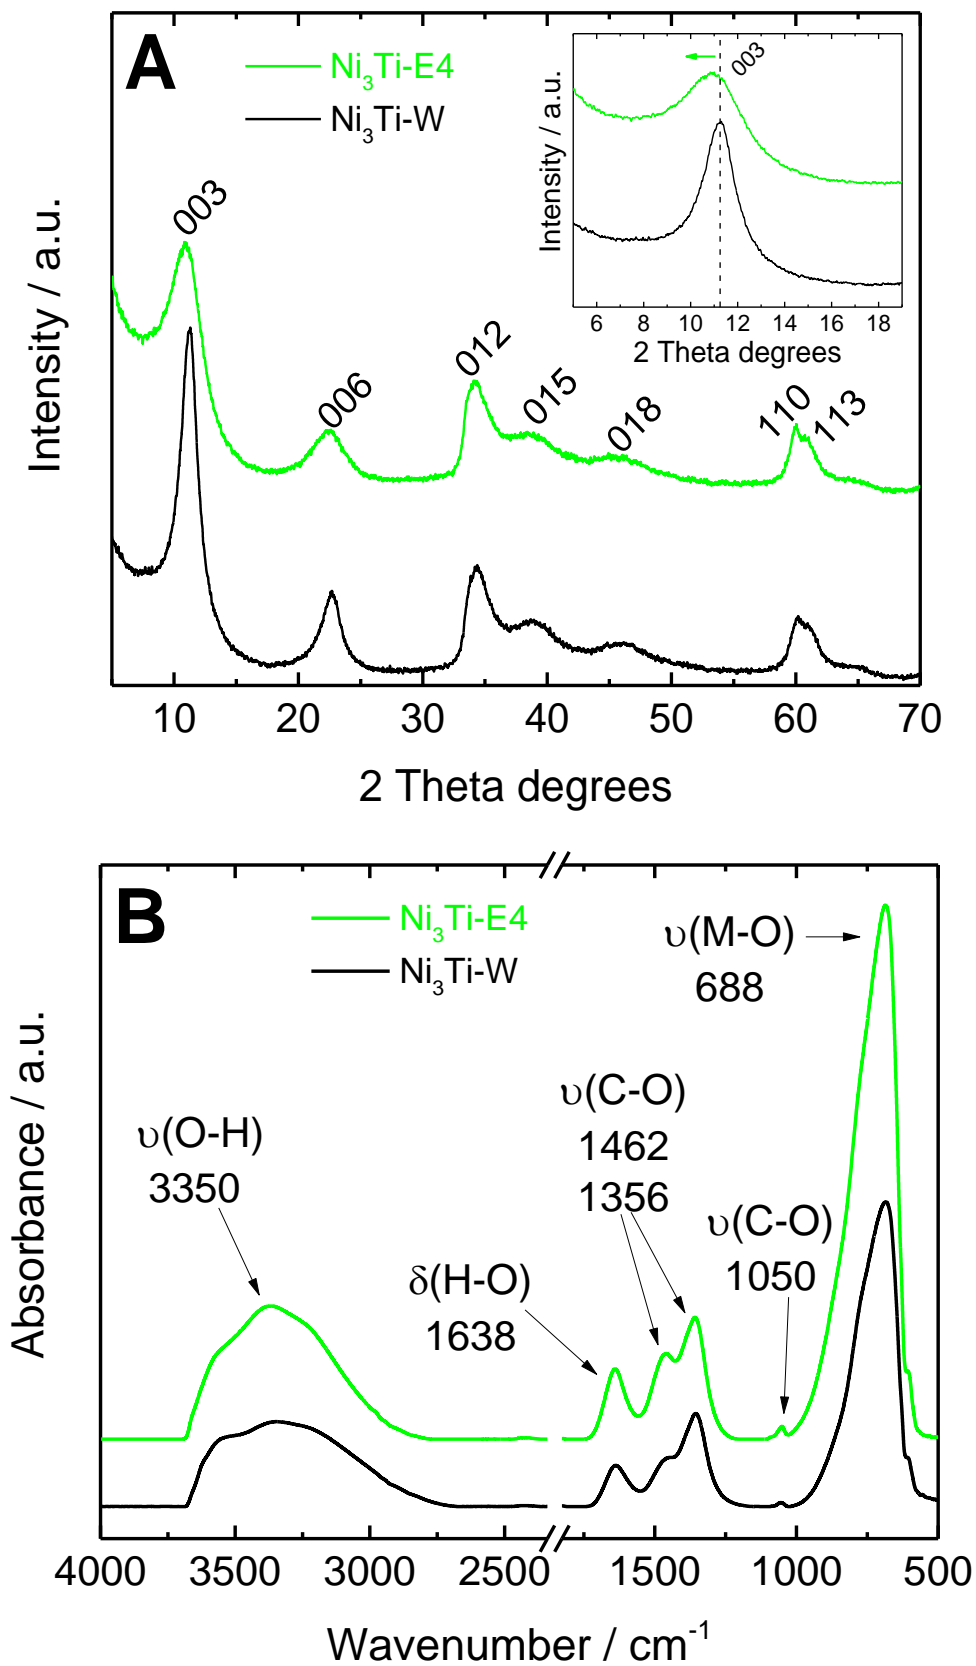 A
Ni3Ti-E4
Ni3Ti-W
003
006
012
015
018
110
113
Intensity / a.u.
10 20 30 40 50 60 70
2 Theta degrees
003
Intensity / a.u.
6 8 10 12 14 16 18
2 Theta degrees
B
Ni3Ti-E4
Ni3Ti-W
υ(M-O)
688
υ(C-O)
1462
1356
υ(O-H)
3350
υ(C-O)
1050
δ(H-O)
1638
Absorbance / a.u.
4000 3500 3000 2500 1500 1000 500
Wavenumber / cm-1